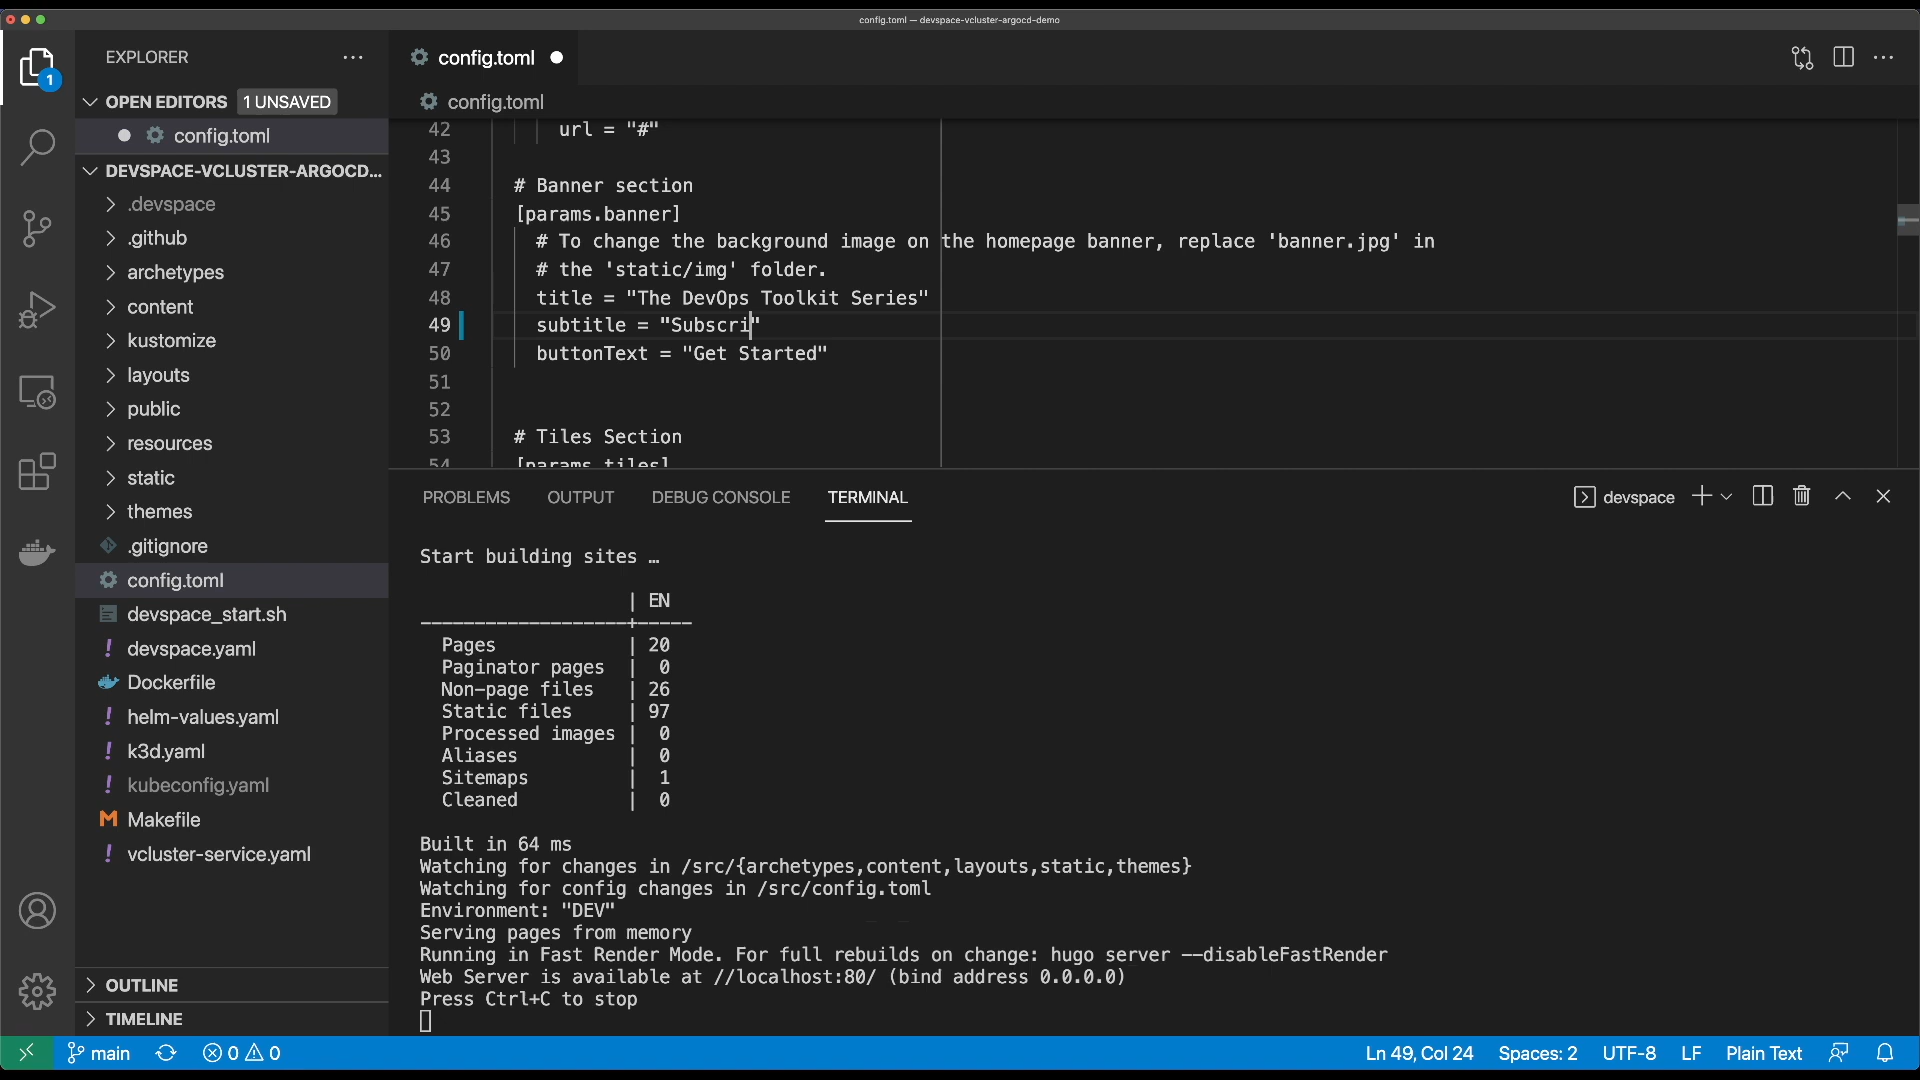 config.toml — devspace-vcluster-argocd-demo
EXPLORER
1
OPEN EDITORS 1 UNSAVED
config.toml
DEVSPACE-VCLUSTER-ARGOCD...
.devspace
.github
archetypes
content
kustomize
layouts
public
resources
static
themes
.gitignore
config.toml
devspace_start.sh
devspace.yaml
Dockerfile
helm-values.yaml
k3d.yaml
kubeconfig.yaml
Makefile
vcluster-service.yaml
OUTLINE
TIMELINE
config.toml
config.toml
42 url = "#"
43
44 # Banner section
45 [params.banner]
46 # To change the background image on the homepage banner, replace 'banner.jpg' in
47 # the 'static/img' folder.
48 title = "The DevOps Toolkit Series"
49 subtitle = "Subscri"
50 buttonText = "Get Started"
51
52
53 # Tiles Section
54 [params.tiles]
PROBLEMS OUTPUT DEBUG CONSOLE TERMINAL
devspace
Start building sites …
| EN
-------------------+-----
Pages | 20
Paginator pages | 0
Non-page files | 26
Static files | 97
Processed images | 0
Aliases | 0
Sitemaps | 1
Cleaned | 0
Built in 64 ms
Watching for changes in /src/{archetypes,content,layouts,static,themes}
Watching for config changes in /src/config.toml
Environment: "DEV"
Serving pages from memory
Running in Fast Render Mode. For full rebuilds on change: hugo server --disableFastRender
Web Server is available at //localhost:80/ (bind address 0.0.0.0)
Press Ctrl+C to stop
main 0 0 Ln 49, Col 24 Spaces: 2 UTF-8 LF Plain Text